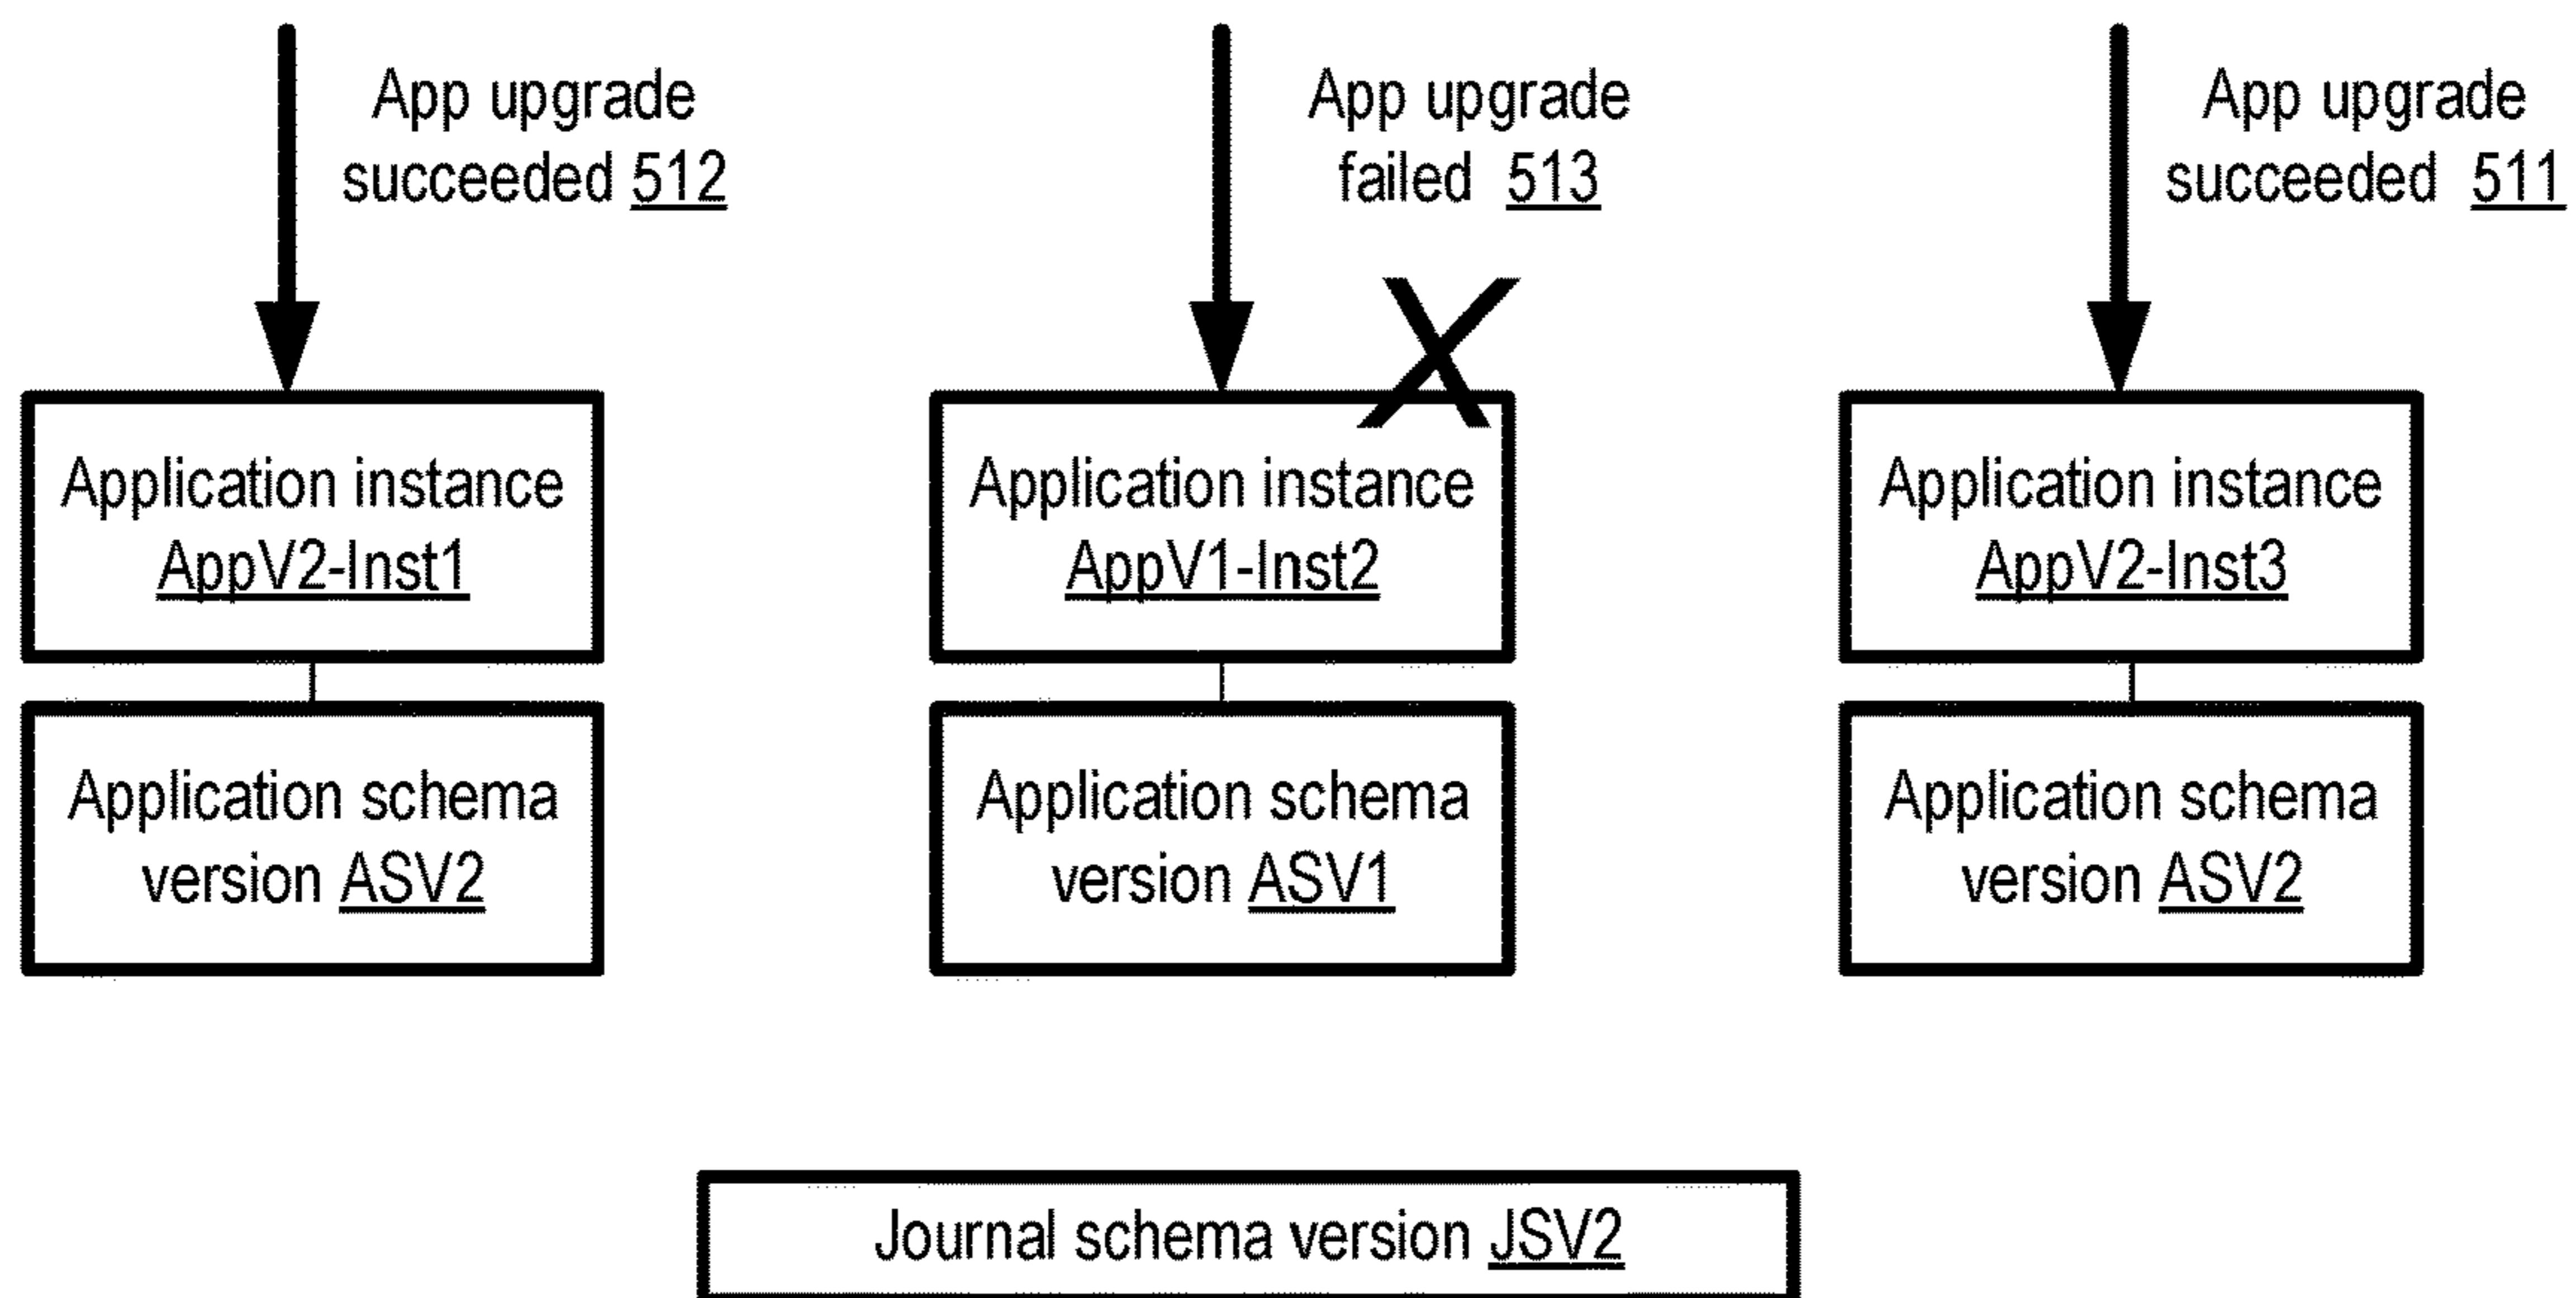 App upgrade
succeeded 512
App upgrade
failed 513
App upgrade
succeeded 511
X
Application instance
AppV2-Inst1
Application instance
AppV1-Inst2
Application instance
AppV2-Inst3
Application schema
version ASV2
Application schema
version ASV1
Application schema
version ASV2
Journal schema version JSV2